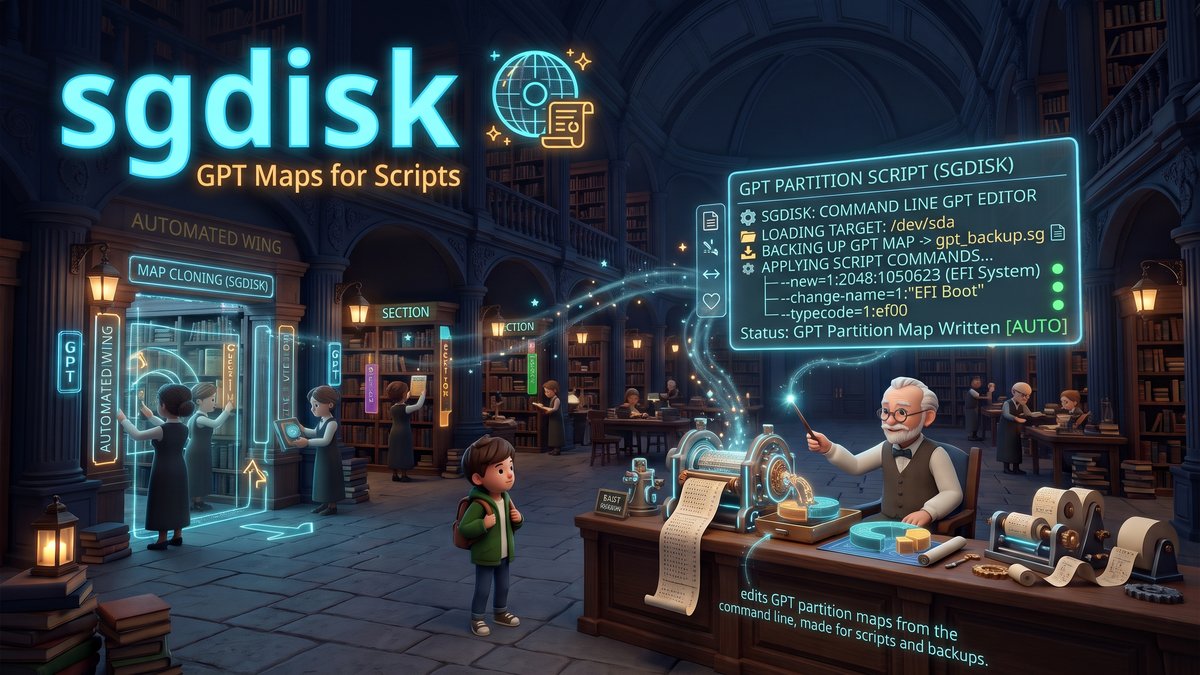 sgdisk
GPT Maps for Scripts
AUTOMATED WING
MAP CLONING (SGDISK)
GPT
AUTOMATED WING
GPT
SECTION
GPT PARTITION SCRIPT (SGDISK)
SGDISK: COMMAND LINE GPT EDITOR
LOADING TARGET: /dev/sda
BACKING UP GPT MAP -> gpt_backup.sg
APPLYING SCRIPT COMMANDS...
--new=1:2048:1050623 (EFI System)
--change-name=1:"EFI Boot"
--typecode=1:ef00
Status: GPT Partition Map Written [AUTO]
edits GPT partition maps from the
command line, made for scripts and backups.